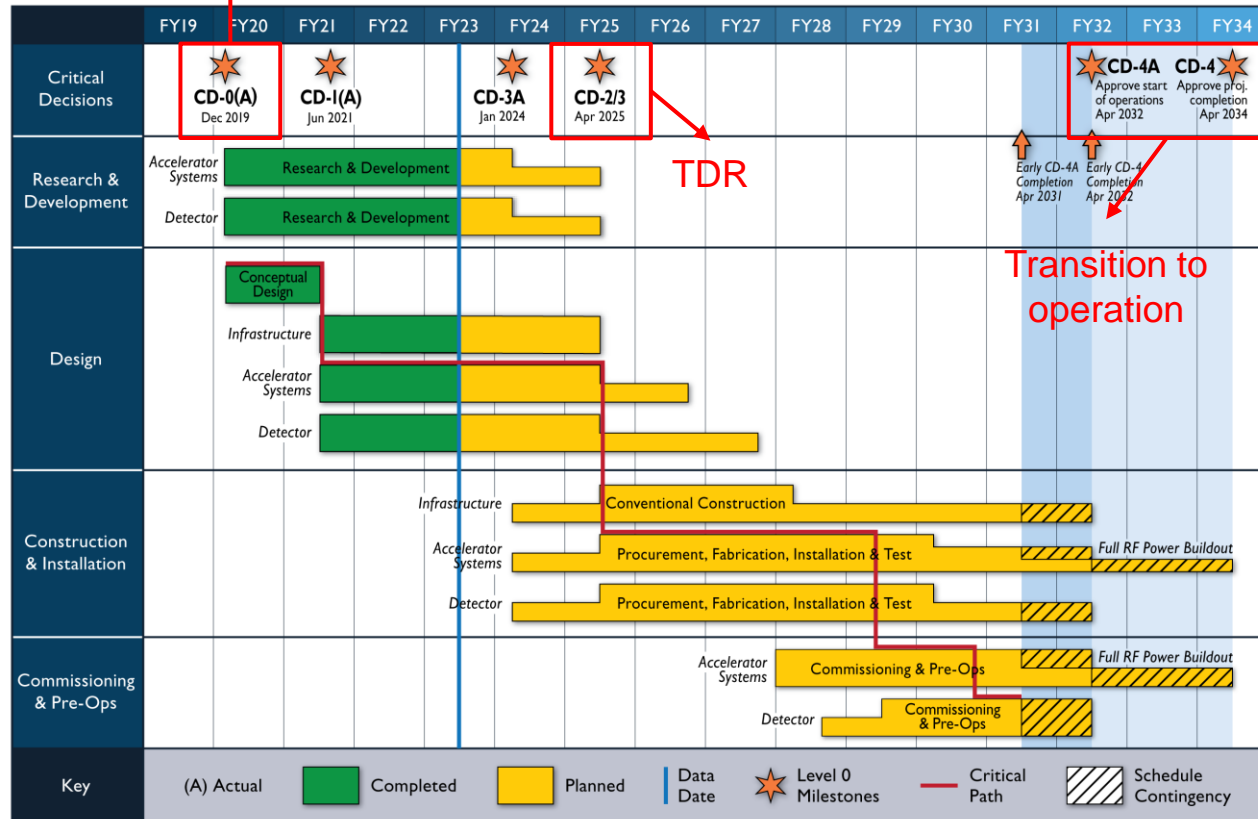 FY19 FY20 FY21 FY22 FY23 FY24 FY25 FY26 FY27 FY28 FY29 FY30 FY31 FY32 FY33 FY34
Critical
Decisions
CD-0(A)
Dec 2019
CD-1(A)
Jun 2021
CD-3A
Jan 2024
CD-2/3
Apr 2025
CD-4A
Approve start
of operations
Apr 2032
CD-4
Approve proj.
completion
Apr 2034
TDR
Early CD-4A
Completion
Apr 2031
Early CD-4
Completion
Apr 2032
Transition to
operation
Research &
Development
Accelerator
Systems
Research & Development
Detector
Research & Development
Design
Conceptual
Design
Infrastructure
Accelerator
Systems
Detector
Construction
& Installation
Infrastructure
Conventional Construction
Accelerator
Systems
Procurement, Fabrication, Installation & Test
Full RF Power Buildout
Detector
Procurement, Fabrication, Installation & Test
Commissioning
& Pre-Ops
Accelerator
Systems
Commissioning & Pre-Ops
Full RF Power Buildout
Detector
Commissioning
& Pre-Ops
Key
(A) Actual
Completed
Planned
Data
Date
Level 0
Milestones
Critical
Path
Schedule
Contingency